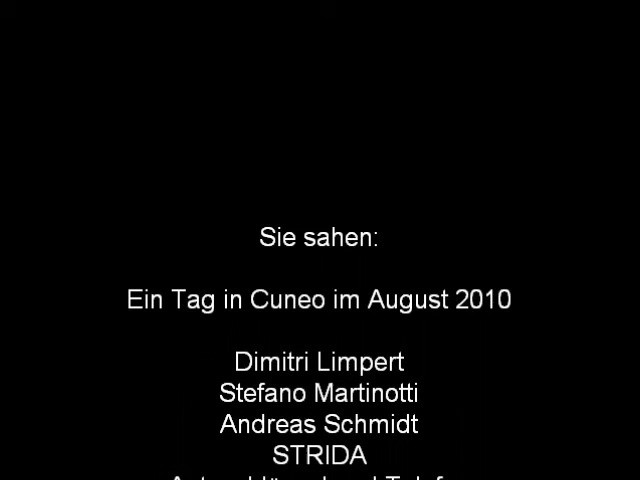 Sie sahen:
Ein Tag in Cuneo im August 2010
Dimitri Limpert
Stefano Martinotti
Andreas Schmidt
STRIDA